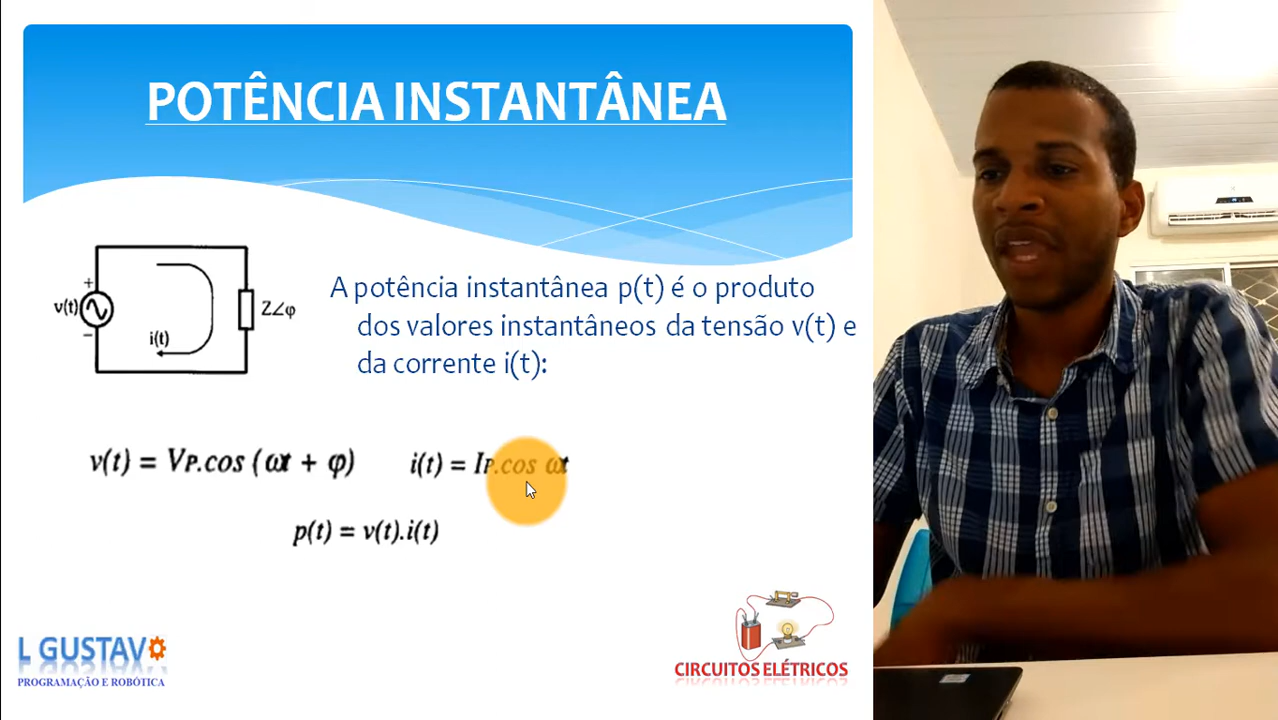 POTÊNCIA INSTANTÂNEA
+
v(t)
−
i(t)
Z∠φ
A potência instantânea p(t) é o produto
dos valores instantâneos da tensão v(t) e
da corrente i(t):
v(t) = VP.cos (ωt + φ)
i(t) = IP.cos ωt
p(t) = v(t).i(t)
L GUSTAVO
PROGRAMAÇÃO E ROBÓTICA
CIRCUITOS ELÉTRICOS